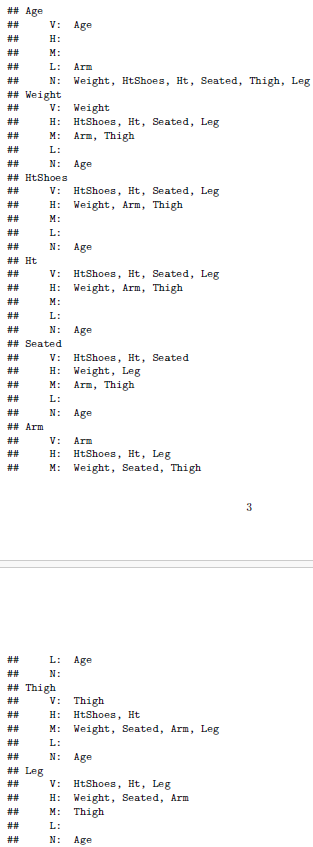 ## Age
## V: Age
## H:
## M:
## L: Arm
## N: Weight, HtShoes, Ht, Seated, Thigh, Leg
## Weight
## V: Weight
## H: HtShoes, Ht, Seated, Leg
## M: Arm, Thigh
## L:
## N: Age
## HtShoes
## V: HtShoes, Ht, Seated, Leg
## H: Weight, Arm, Thigh
## M:
## L:
## N: Age
## Ht
## V: HtShoes, Ht, Seated, Leg
## H: Weight, Arm, Thigh
## M:
## L:
## N: Age
## Seated
## V: HtShoes, Ht, Seated
## H: Weight, Leg
## M: Arm, Thigh
## L:
## N: Age
## Arm
## V: Arm
## H: HtShoes, Ht, Leg
## M: Weight, Seated, Thigh
3
## L: Age
## N:
## Thigh
## V: Thigh
## H: HtShoes, Ht
## M: Weight, Seated, Arm, Leg
## L:
## N: Age
## Leg
## V: HtShoes, Ht, Leg
## H: Weight, Seated, Arm
## M: Thigh
## L:
## N: Age